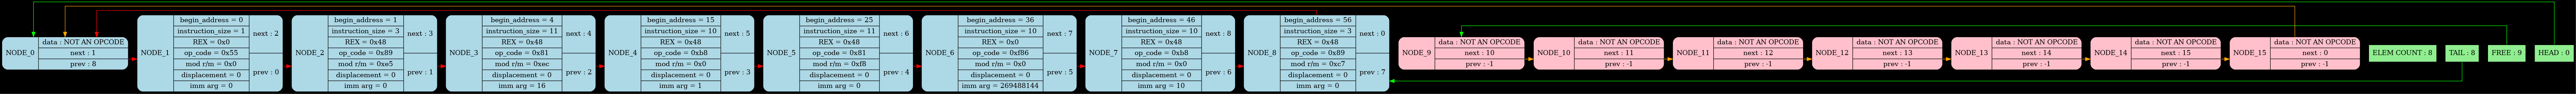 NODE_0
data : NOT AN OPCODE
next : 1
prev : 8
NODE_1
begin_address = 0
instruction_size = 1
REX = 0x0
op_code = 0x55
mod r/m = 0x0
displacement = 0
imm arg = 0
next : 2
prev : 0
NODE_2
begin_address = 1
instruction_size = 3
REX = 0x48
op_code = 0x89
mod r/m = 0xe5
displacement = 0
imm arg = 0
next : 3
prev : 1
NODE_3
begin_address = 4
instruction_size = 11
REX = 0x48
op_code = 0x81
mod r/m = 0xec
displacement = 0
imm arg = 16
next : 4
prev : 2
NODE_4
begin_address = 15
instruction_size = 10
REX = 0x48
op_code = 0xb8
mod r/m = 0x0
displacement = 0
imm arg = 1
next : 5
prev : 3
NODE_5
begin_address = 25
instruction_size = 11
REX = 0x48
op_code = 0x81
mod r/m = 0xf8
displacement = 0
imm arg = 0
next : 6
prev : 4
NODE_6
begin_address = 36
instruction_size = 10
REX = 0x0
op_code = 0xf86
mod r/m = 0x0
displacement = 0
imm arg = 269488144
next : 7
prev : 5
NODE_7
begin_address = 46
instruction_size = 10
REX = 0x48
op_code = 0xb8
mod r/m = 0x0
displacement = 0
imm arg = 10
next : 8
prev : 6
NODE_8
begin_address = 56
instruction_size = 3
REX = 0x48
op_code = 0x89
mod r/m = 0xc7
displacement = 0
imm arg = 0
next : 0
prev : 7
NODE_9
data : NOT AN OPCODE
next : 10
prev : -1
NODE_10
data : NOT AN OPCODE
next : 11
prev : -1
NODE_11
data : NOT AN OPCODE
next : 12
prev : -1
NODE_12
data : NOT AN OPCODE
next : 13
prev : -1
NODE_13
data : NOT AN OPCODE
next : 14
prev : -1
NODE_14
data : NOT AN OPCODE
next : 15
prev : -1
NODE_15
data : NOT AN OPCODE
next : 0
prev : -1
ELEM COUNT : 8
TAIL : 8
FREE : 9
HEAD : 0